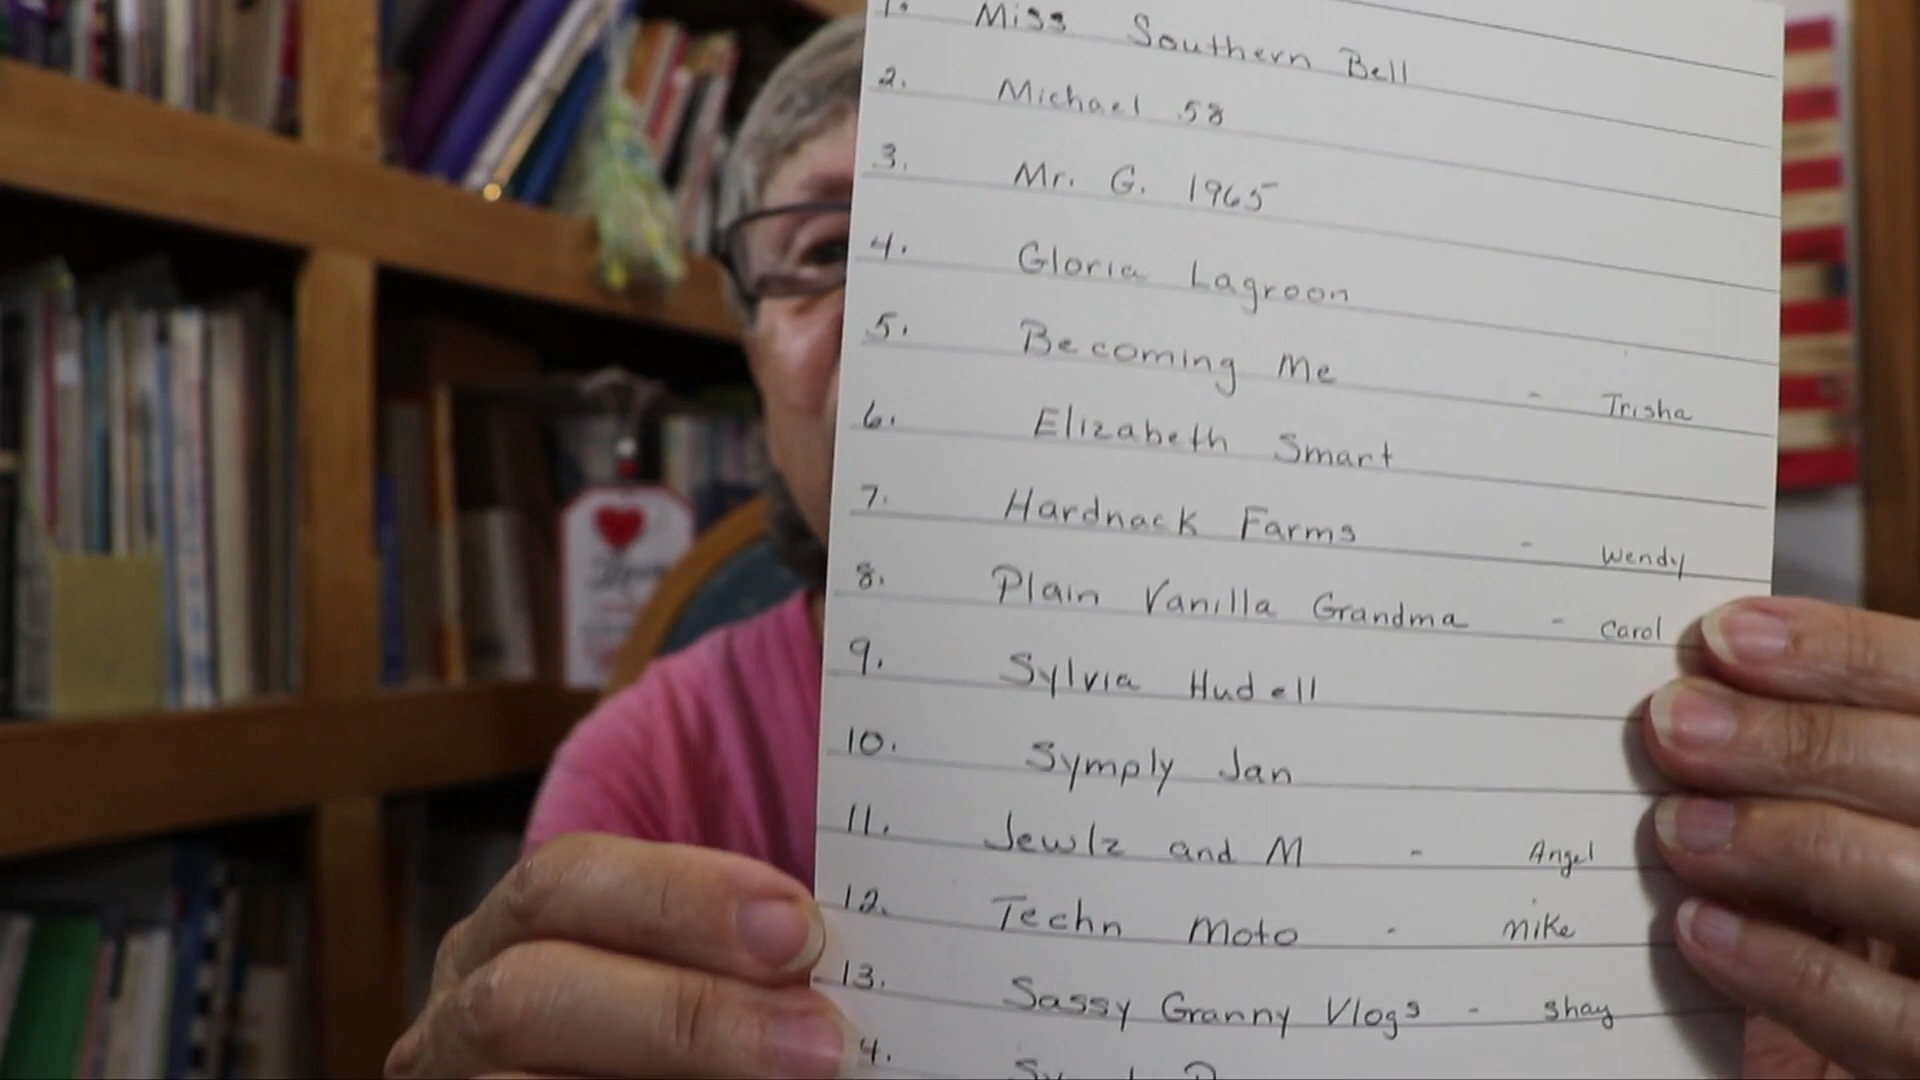 1. Miss Southern Bell
2. Michael 58
3. Mr. G. 1965
4. Gloria Lagroon
5. Becoming Me - Trisha
6. Elizabeth Smart
7. Hardnack Farms - Wendy
8. Plain Vanilla Grandma - Carol
9. Sylvia Hudell
10. Symply Jan
11. Jewlz and M - Angel
12. Techn Moto - Mike
13. Sassy Granny Vlogs - Shay
4.